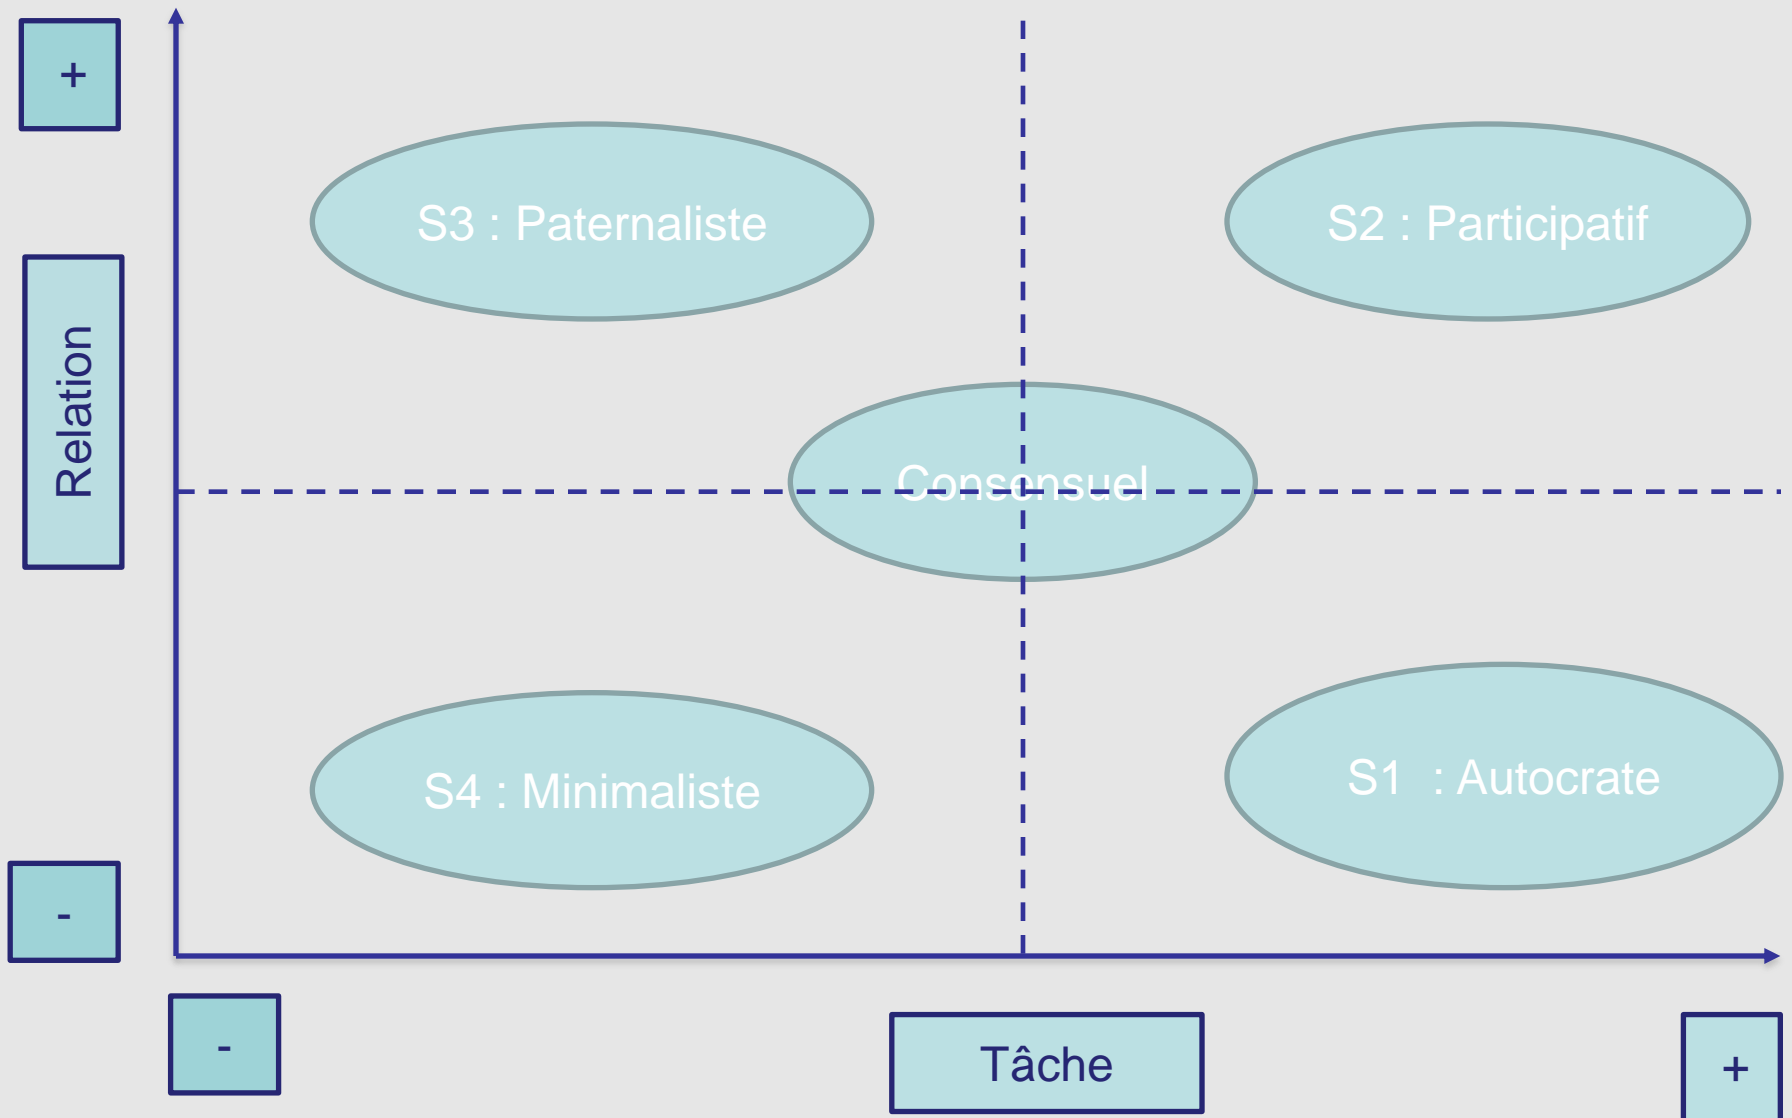 +
S3 : Paternaliste
S2 : Participatif
Relation
Consensuel
S4 : Minimaliste
S1 : Autocrate
-
-
Tâche
+